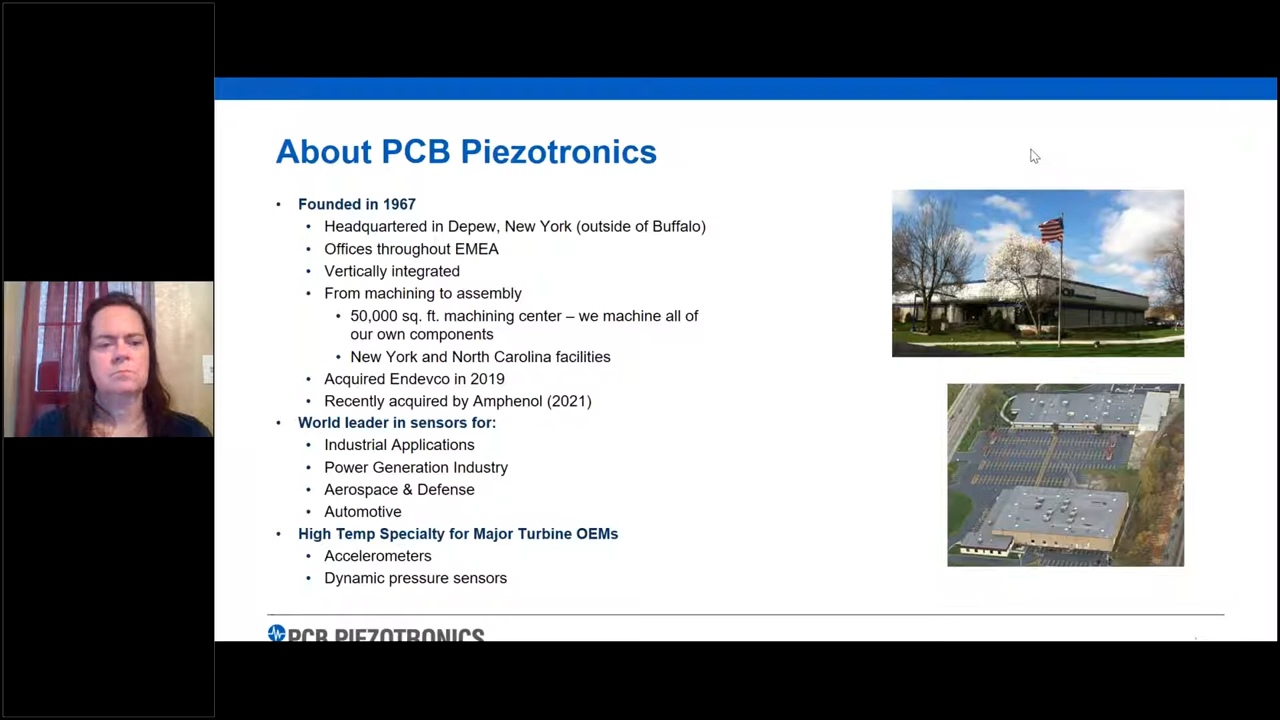 About PCB Piezotronics
• Founded in 1967
• Headquartered in Depew, New York (outside of Buffalo)
• Offices throughout EMEA
• Vertically integrated
• From machining to assembly
• 50,000 sq. ft. machining center – we machine all of
our own components
• New York and North Carolina facilities
• Acquired Endevco in 2019
• Recently acquired by Amphenol (2021)
• World leader in sensors for:
• Industrial Applications
• Power Generation Industry
• Aerospace & Defense
• Automotive
• High Temp Specialty for Major Turbine OEMs
• Accelerometers
• Dynamic pressure sensors
PCB PIEZOTRONICS